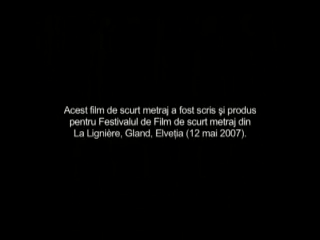 Acest film de scurt metraj a fost scris şi produs
pentru Festivalul de Film de scurt metraj din
La Lignière, Gland, Elveţia (12 mai 2007).